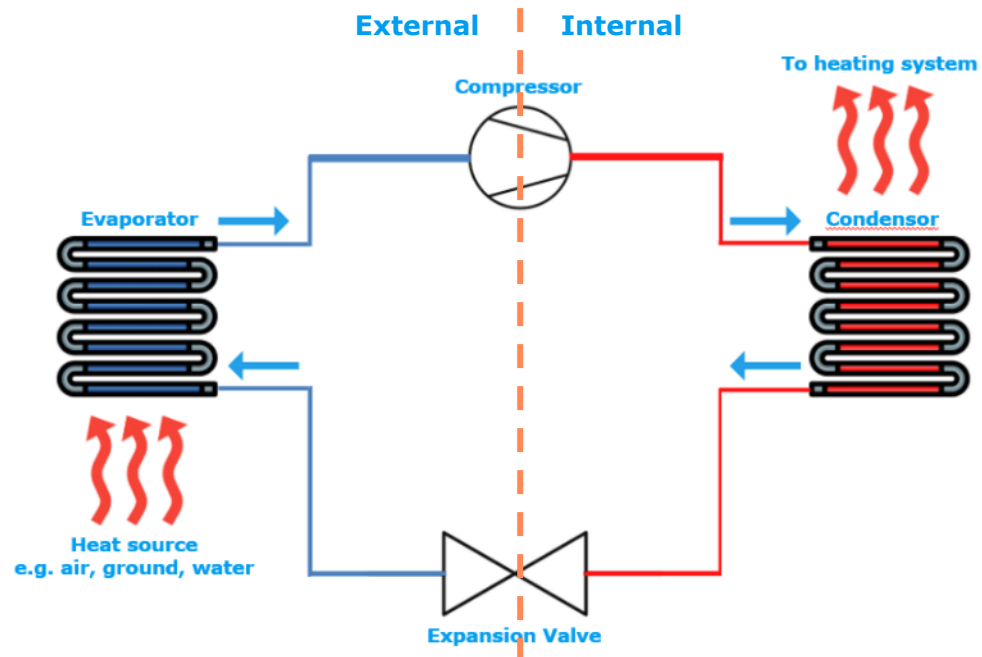 External
Internal
To heating system
Compressor
Evaporator
Condensor
Heat source
e.g. air, ground, water
Expansion Valve